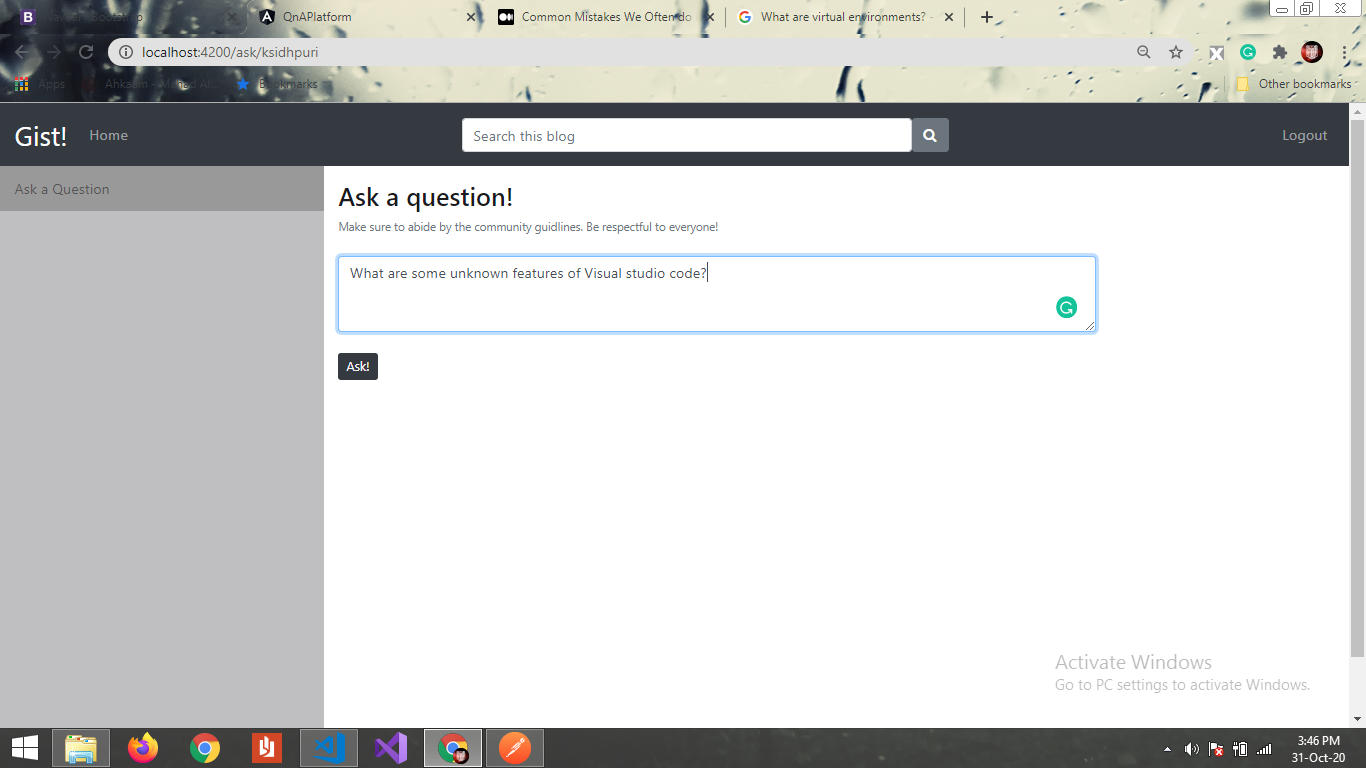 QnAPlatform
Common Mistakes We Often do
What are virtual environments? -
localhost:4200/ask/ksidhpuri
Apps
Bookmarks
Other bookmarks
Gist!
Home
Search this blog
Logout
Ask a Question
Ask a question!
Make sure to abide by the community guidlines. Be respectful to everyone!
What are some unknown features of Visual studio code?
Ask!
Activate Windows
Go to PC settings to activate Windows.
3:46 PM
31-Oct-20